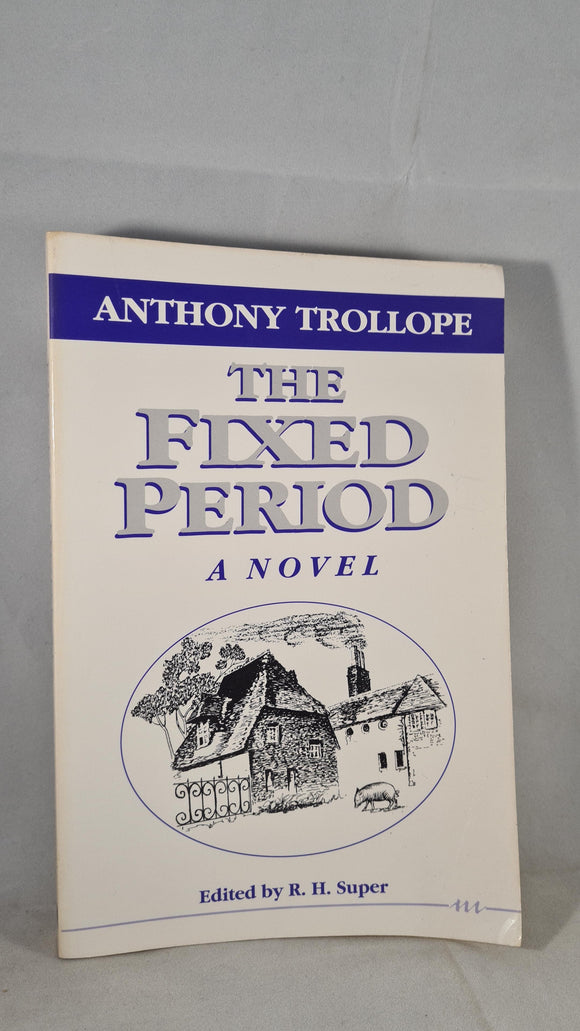 ANTHONY TROLLOPE
THE
FIXED
PERIOD
A NOVEL
Edited by R. H. Super